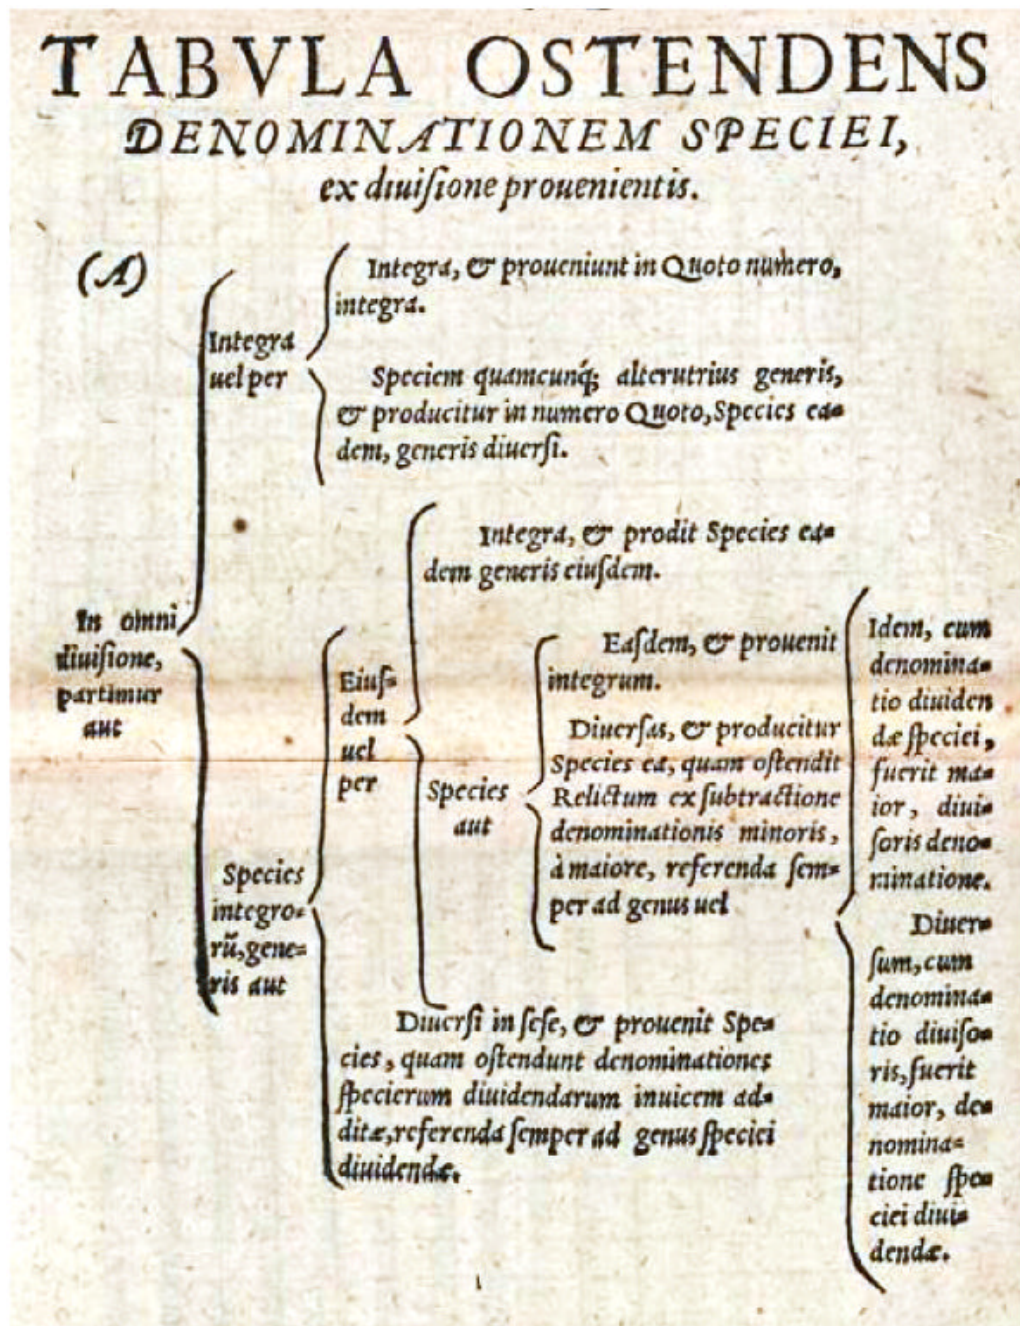 TABVLA OSTENDENS
DENOMINATIONEM SPECIEI,
ex diuiſione prouenientis.
(A)
In omni
diuiſione,
partimur
aut
Integra
uel per
Integra, & proueniunt in Quoto numero,
integra.
Speciem quamcunq́; alterutrius generis,
& producitur in numero Quoto, Species ea-
dem, generis diuerſi.
Species
integro-
rũ, gene-
ris aut
Eiuſ-
dem
uel
per
Integra, & prodit Species ea-
dem generis eiuſdem.
Species
aut
Eaſdem, & prouenit
integrum.
Diuerſas, & producitur
Species ea, quam oſtendit
Relictum ex ſubtractione
denominationis minoris,
à maiore, referenda ſem-
per ad genus uel
Idem, cum
denomina-
tio diuiden
dæ ſpeciei,
fuerit ma-
ior, diui-
ſoris deno-
minatione.
Diuer-
ſum, cum
denomina-
tio diuiſo-
ris, fuerit
maior, de-
nomina-
tione ſpe-
ciei diui-
dendæ.
Diuerſi in ſeſe, & prouenit Spe-
cies, quam oſtendunt denominationes
ſpecierum diuidendarum inuicem ad-
ditæ, referenda ſemper ad genus ſpeciei
diuidendæ.